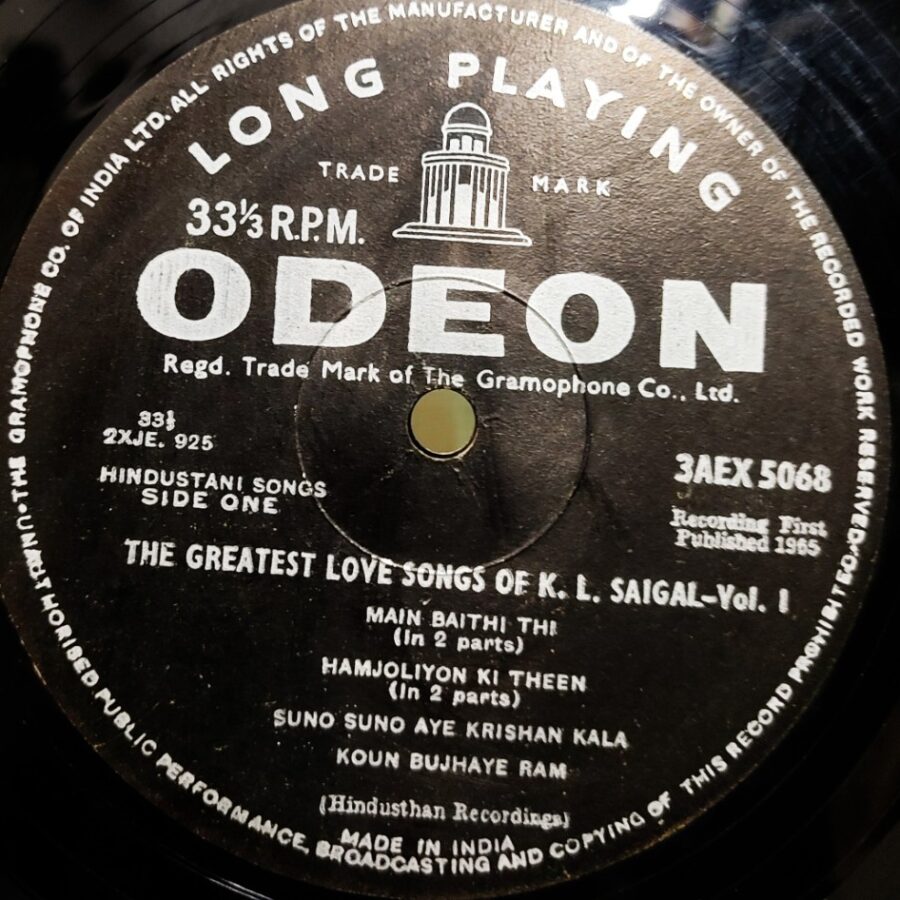 THE GRAMOPHONE CO. OF INDIA LTD. ALL RIGHTS OF THE MANUFACTURER AND OF THE OWNER OF THE RECORDED WORK RESERVED
UNAUTHORISED PUBLIC PERFORMANCE, BROADCASTING AND COPYING OF THIS RECORD PROHIBITED
LONG PLAYING
TRADE MARK
33⅓ R.P.M.
ODEON
Regd. Trade Mark of The Gramophone Co., Ltd.
33⅓
2XJE. 925
3AEX 5068
HINDUSTANI SONGS
SIDE ONE
Recording First
Published 1965
THE GREATEST LOVE SONGS OF K. L. SAIGAL-Vol. I
MAIN BAITHI THI
(In 2 parts)
HAMJOLIYON KI THEEN
(In 2 parts)
SUNO SUNO AYE KRISHAN KALA
KOUN BUJHAYE RAM
(Hindusthan Recordings)
MADE IN INDIA